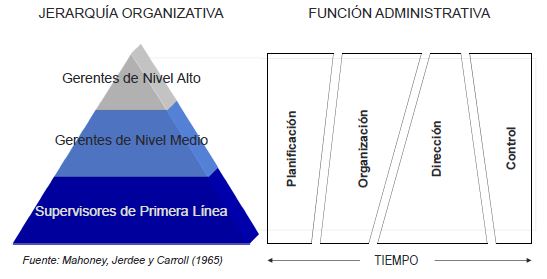 JERARQUÍA ORGANIZATIVA
Gerentes de Nivel Alto
Gerentes de Nivel Medio
Supervisores de Primera Línea
Fuente: Mahoney, Jerdee y Carroll (1965)
FUNCIÓN ADMINISTRATIVA
Planificación
Organización
Dirección
Control
TIEMPO